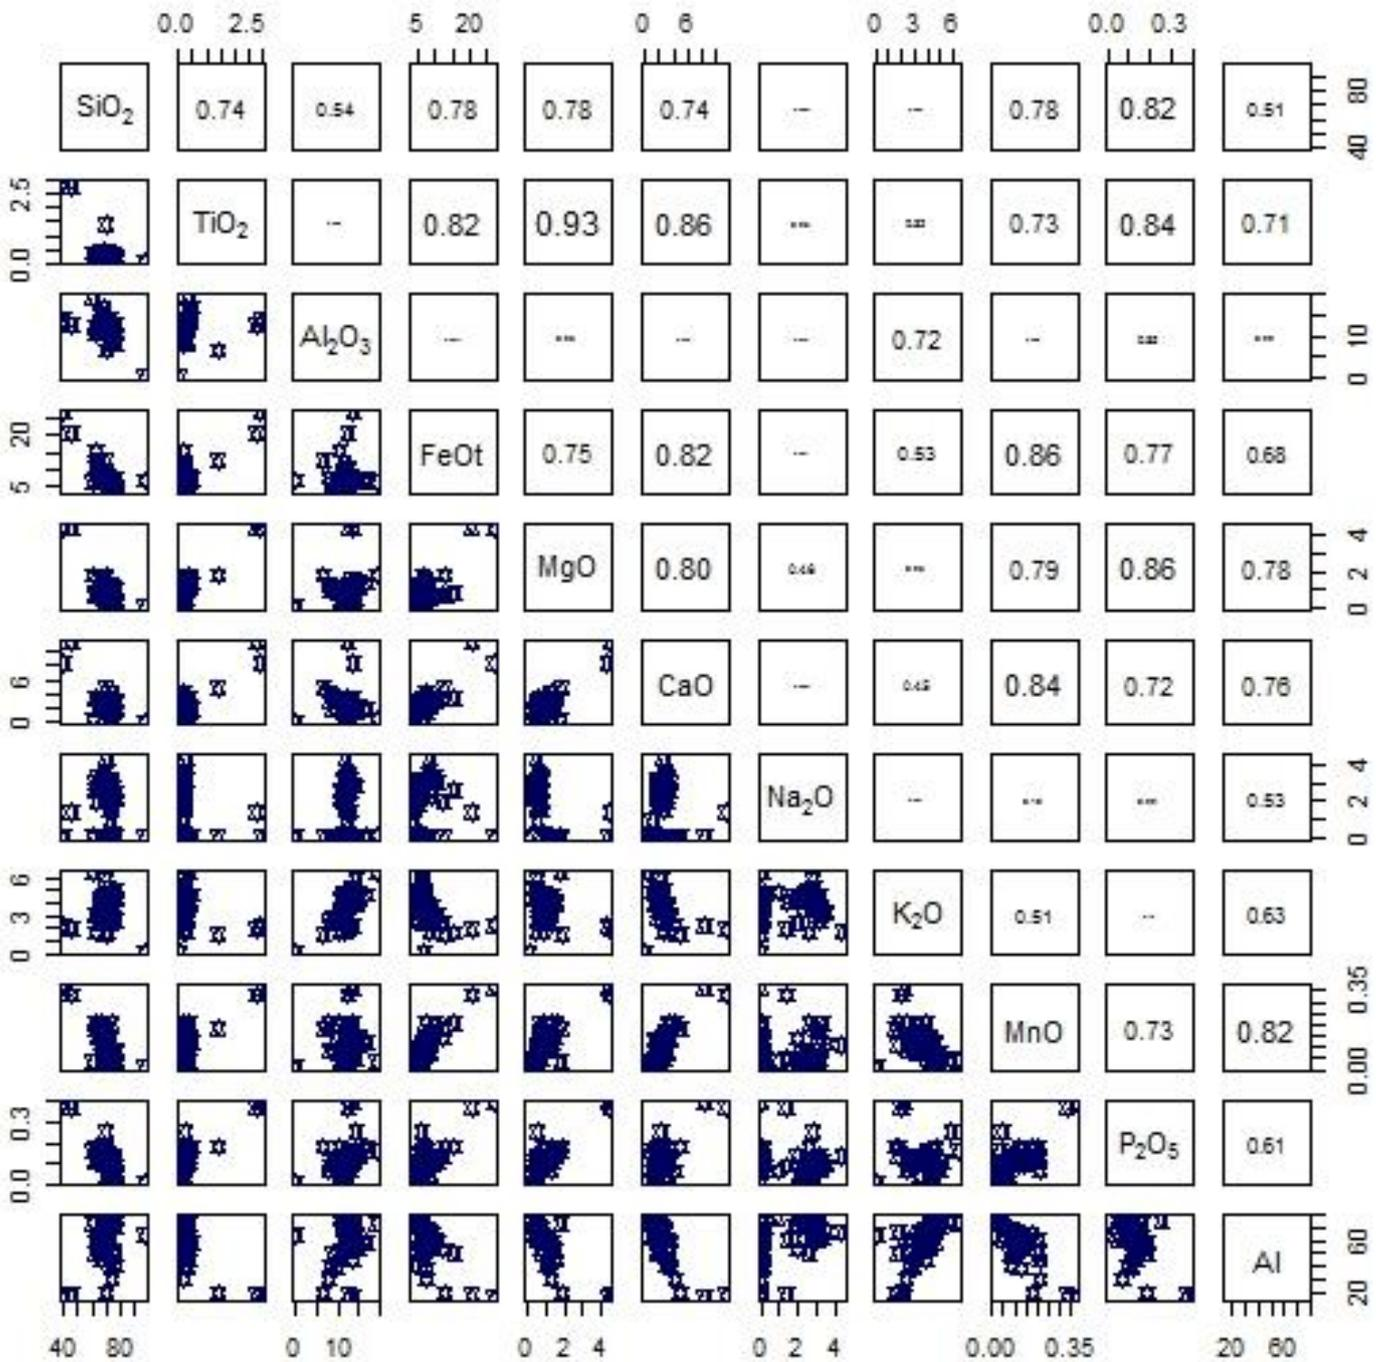 0.0 2.5 5 20 0 6 0 3 6 0.0 0.3
SiO₂ 0.74 0.54 0.78 0.78 0.74 0.78 0.82 0.51 40 80
0.0 2.5 TiO₂ 0.82 0.93 0.86 0.73 0.84 0.71
Al₂O₃ 0.72 0 10
5 20 FeOt 0.75 0.82 0.53 0.86 0.77 0.68
MgO 0.80 0.46 0.79 0.86 0.78 0 2 4
0 6 CaO 0.45 0.84 0.72 0.76
Na₂O 0.53 0 2 4
0 3 6 K₂O 0.51 0.63
MnO 0.73 0.82 0.00 0.35
0.0 0.3 P₂O₅ 0.61
AI 20 60
40 80 0 10 0 2 4 0 2 4 0.00 0.35 20 60